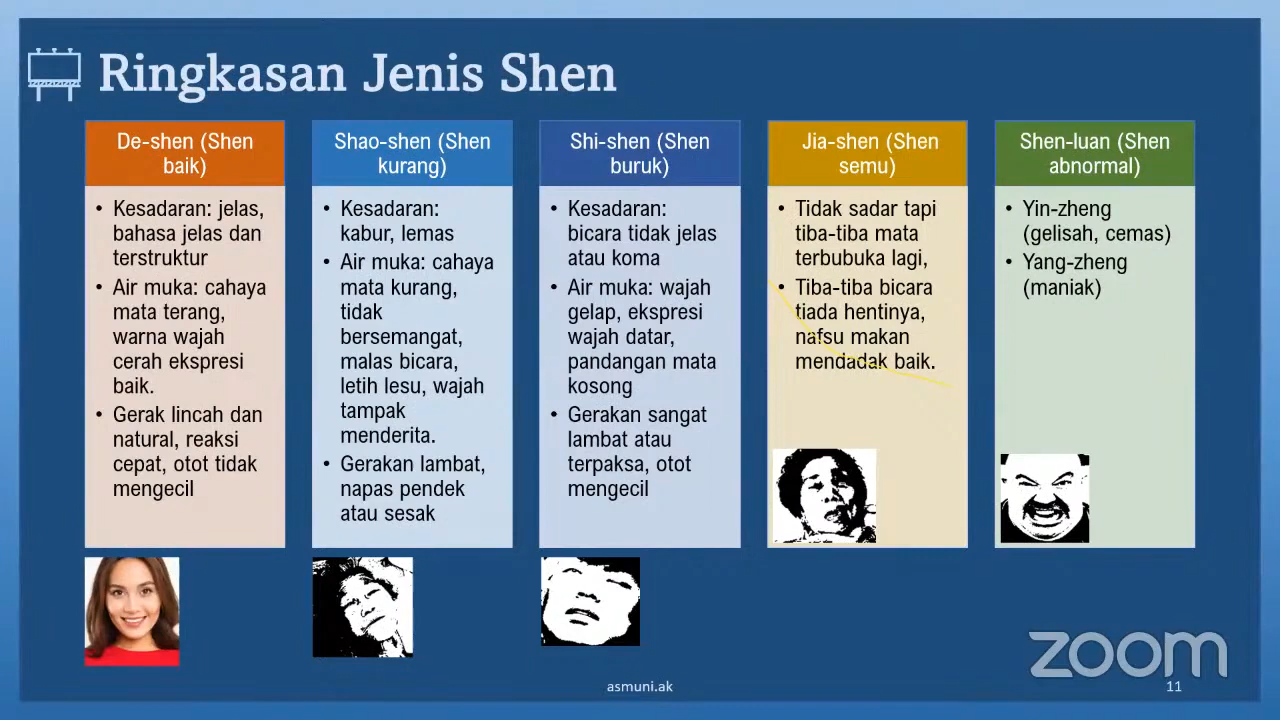 Ringkasan Jenis Shen
De-shen (Shen
baik)
• Kesadaran: jelas,
bahasa jelas dan
terstruktur
• Air muka: cahaya
mata terang,
warna wajah
cerah ekspresi
baik.
• Gerak lincah dan
natural, reaksi
cepat, otot tidak
mengecil
Shao-shen (Shen
kurang)
• Kesadaran:
kabur, lemas
• Air muka: cahaya
mata kurang,
tidak
bersemangat,
malas bicara,
letih lesu, wajah
tampak
menderita.
• Gerakan lambat,
napas pendek
atau sesak
Shi-shen (Shen
buruk)
• Kesadaran:
bicara tidak jelas
atau koma
• Air muka: wajah
gelap, ekspresi
wajah datar,
pandangan mata
kosong
• Gerakan sangat
lambat atau
terpaksa, otot
mengecil
Jia-shen (Shen
semu)
• Tidak sadar tapi
tiba-tiba mata
terbubuka lagi,
• Tiba-tiba bicara
tiada hentinya,
nafsu makan
mendadak baik.
Shen-luan (Shen
abnormal)
• Yin-zheng
(gelisah, cemas)
• Yang-zheng
(maniak)
zoom
asmuni.ak
11